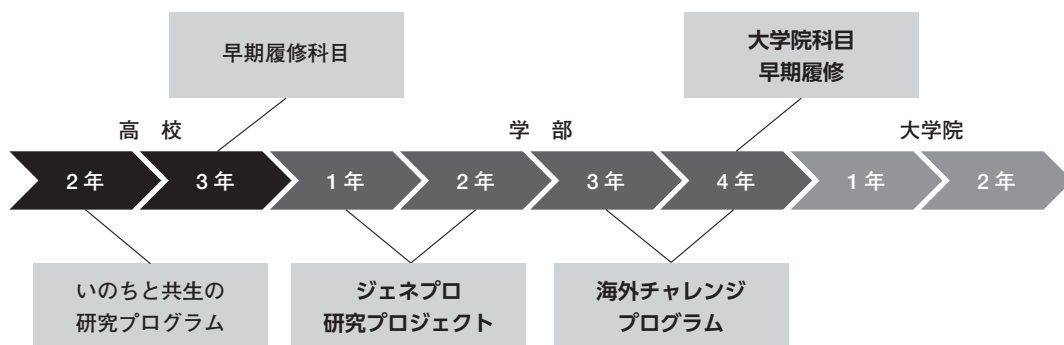 早期履修科目
大学院科目
早期履修
高校
学部
大学院
2年
3年
1年
2年
3年
4年
1年
2年
いのちと共生の
研究プログラム
ジェネプロ
研究プロジェクト
海外チャレンジ
プログラム